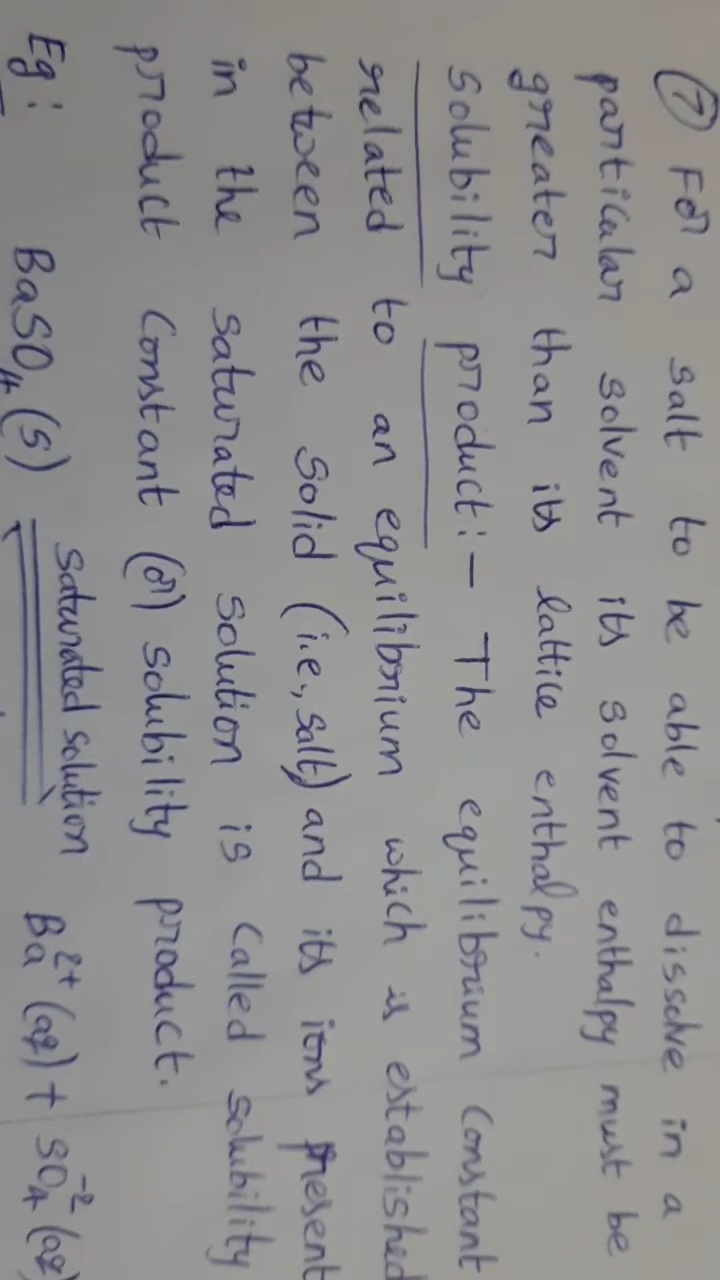 ⑦ For a salt to be able to dissolve in a
particular solvent its solvent enthalpy must be
greater than its lattice enthalpy.
Solubility product:- The equilibrium constant
related to an equilibrium which is established
between the solid (i.e, salt) and its ions present
in the saturated solution is called solubility
product constant (or) solubility product.
Saturated solution
Eg: BaSO₄(s) ⇌ Ba²⁺(aq) + SO₄⁻²(aq)